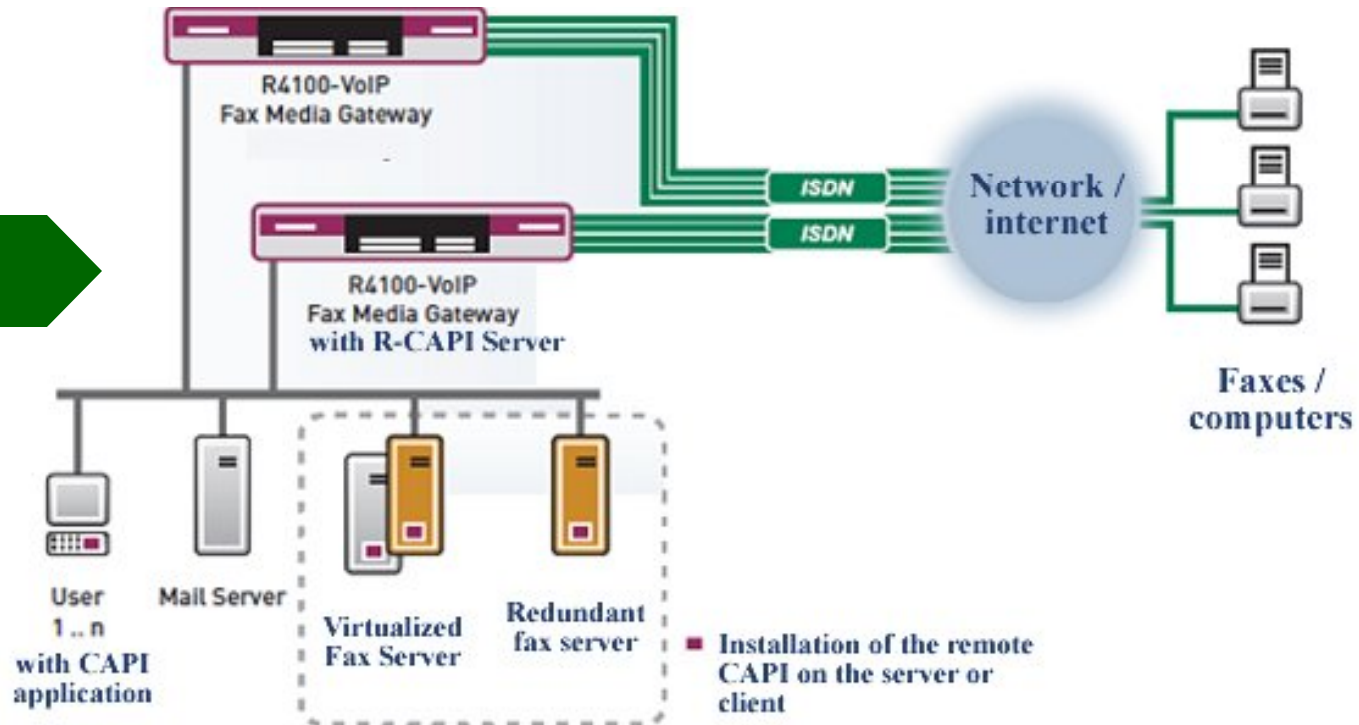 R4100-VoIP
Fax Media Gateway
ISDN
ISDN
Network /
internet
R4100-VoIP
Fax Media Gateway
with R-CAPI Server
Faxes /
computers
User
1 .. n
with CAPI
application
Mail Server
Virtualized
Fax Server
Redundant
fax server
Installation of the remote
CAPI on the server or
client